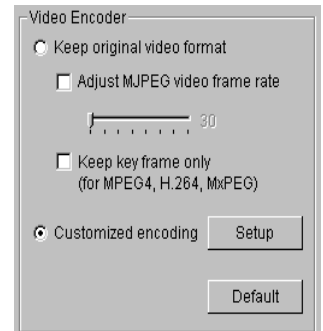 Video Encoder
Keep original video format
Adjust MJPEG video frame rate
30
Keep key frame only
(for MPEG4, H.264, MxPEG)
Customized encoding Setup
Default